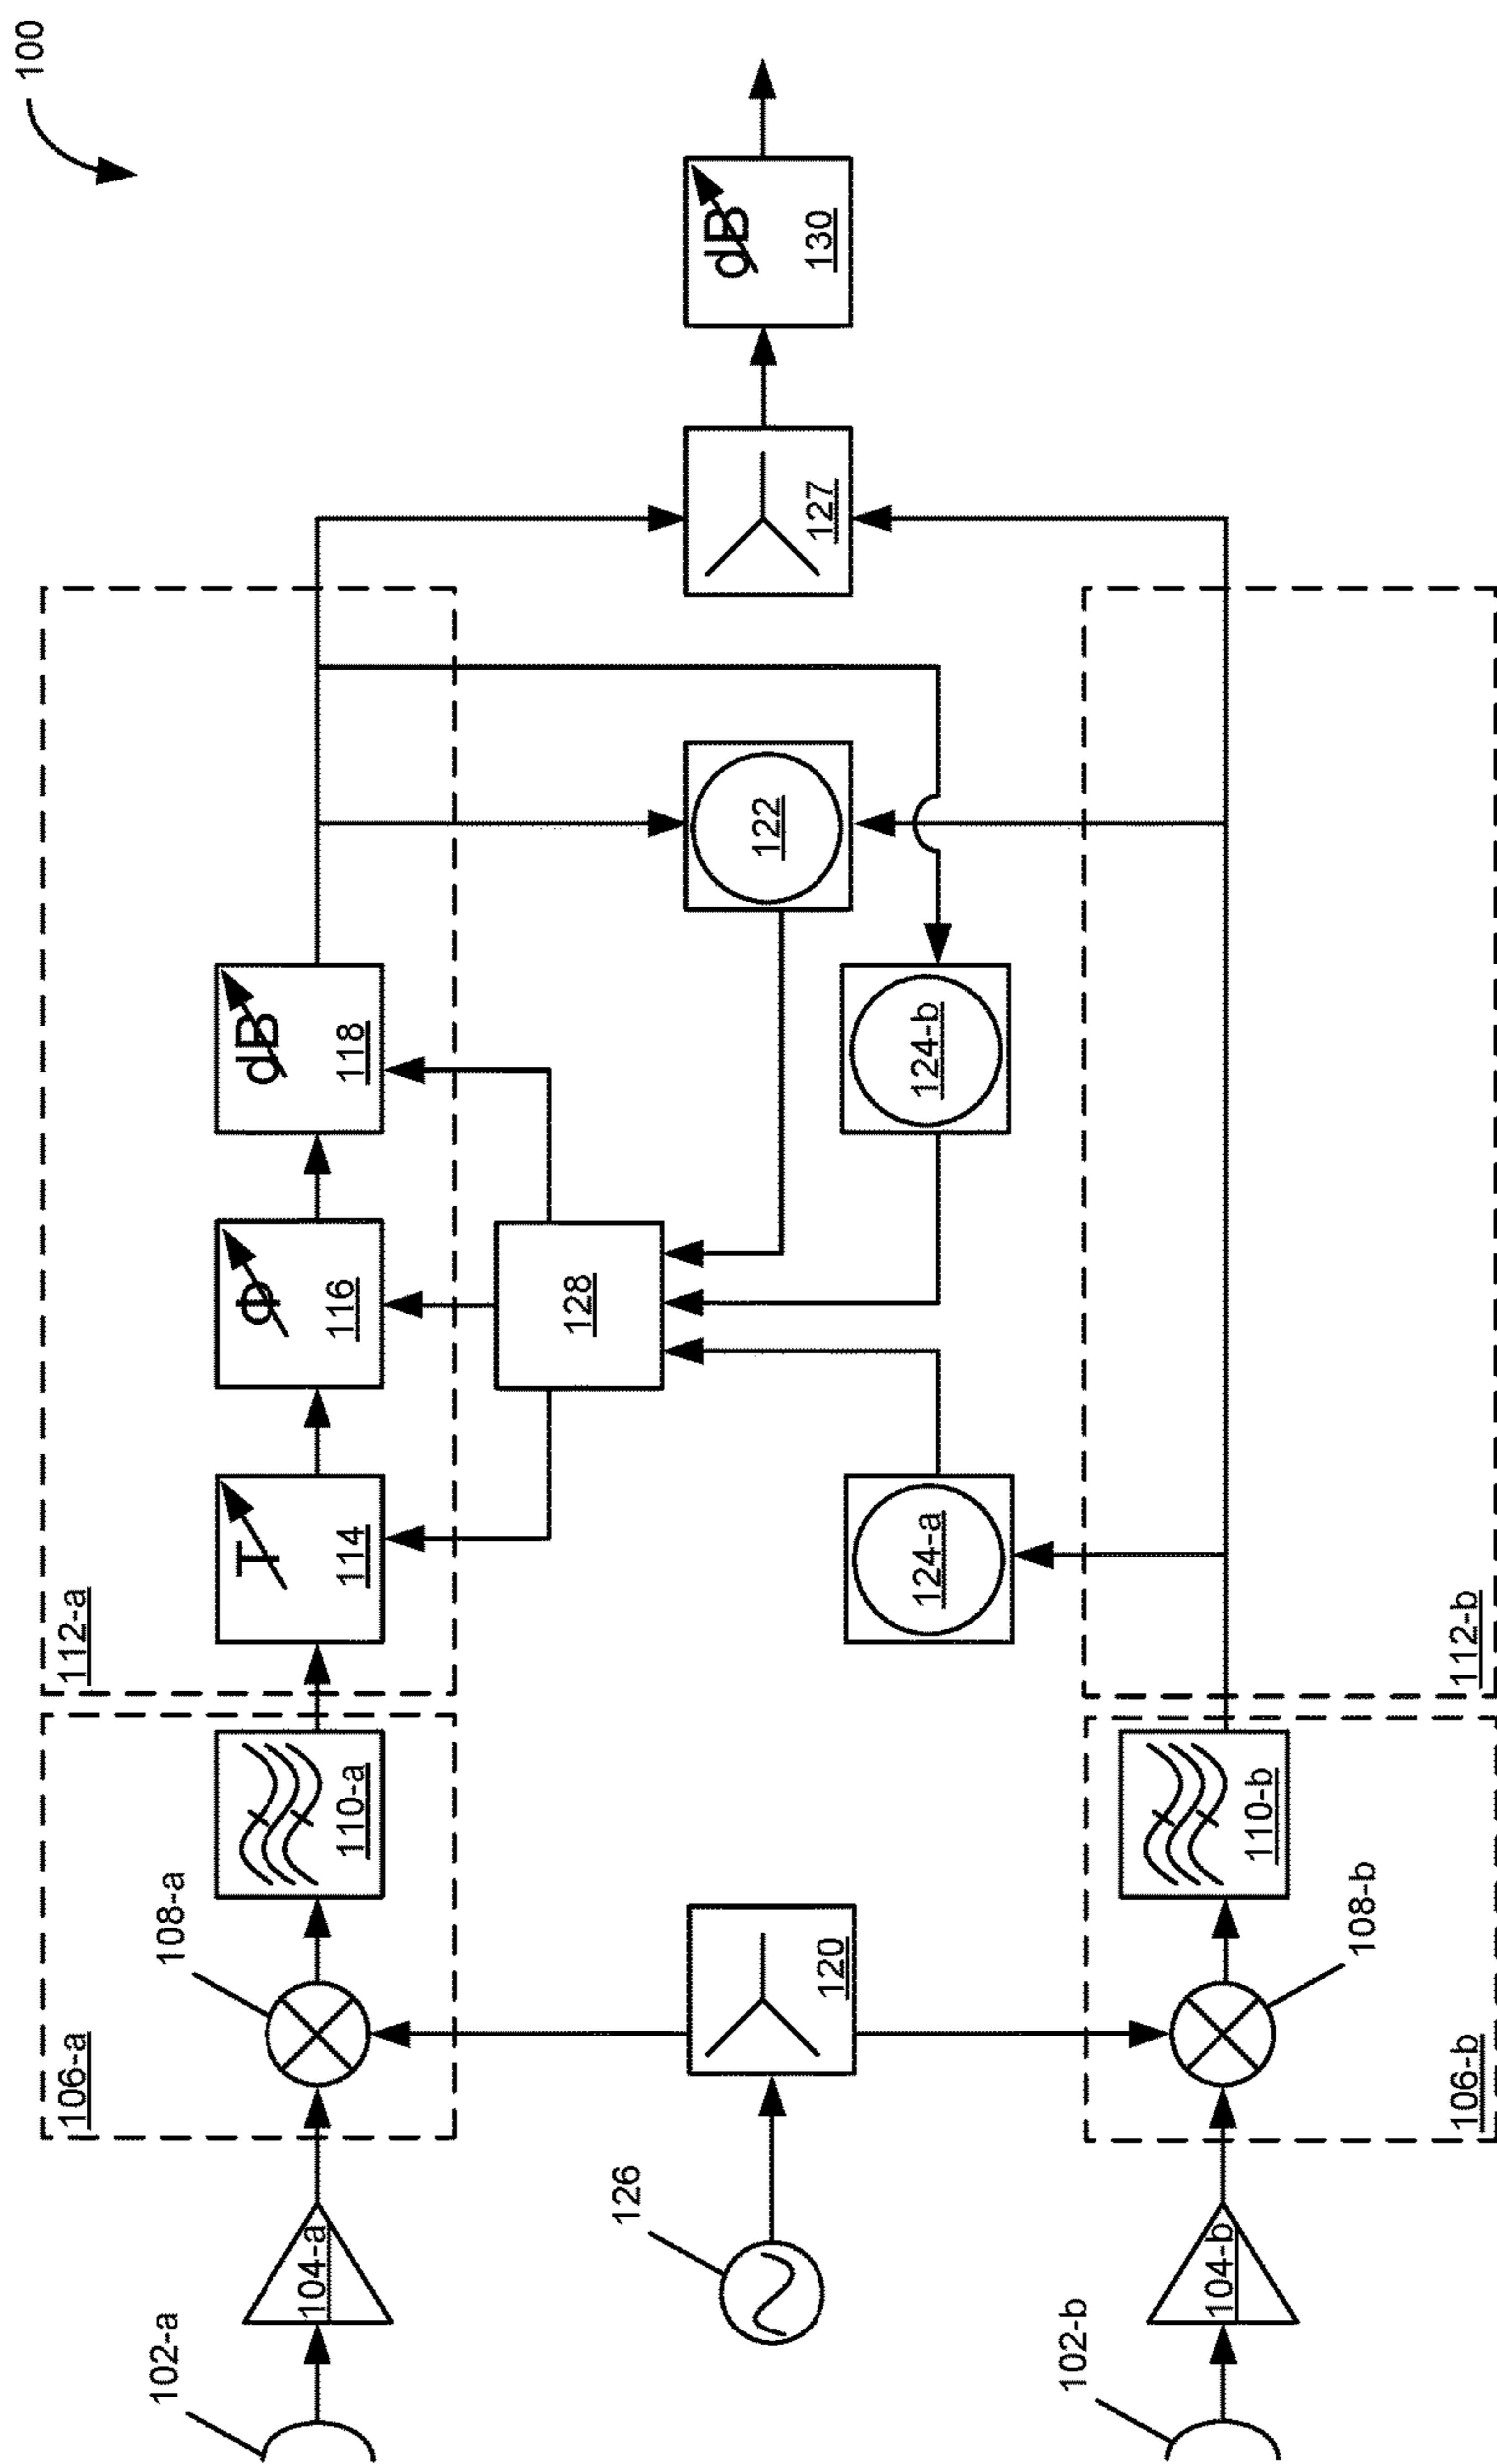 100
112-a
106-a
102-a
104-a
108-a
110-a
T
114
Φ
116
dB
118
126
120
128
122
124-a
124-b
127
dB
130
102-b
104-b
108-b
110-b
106-b
112-b